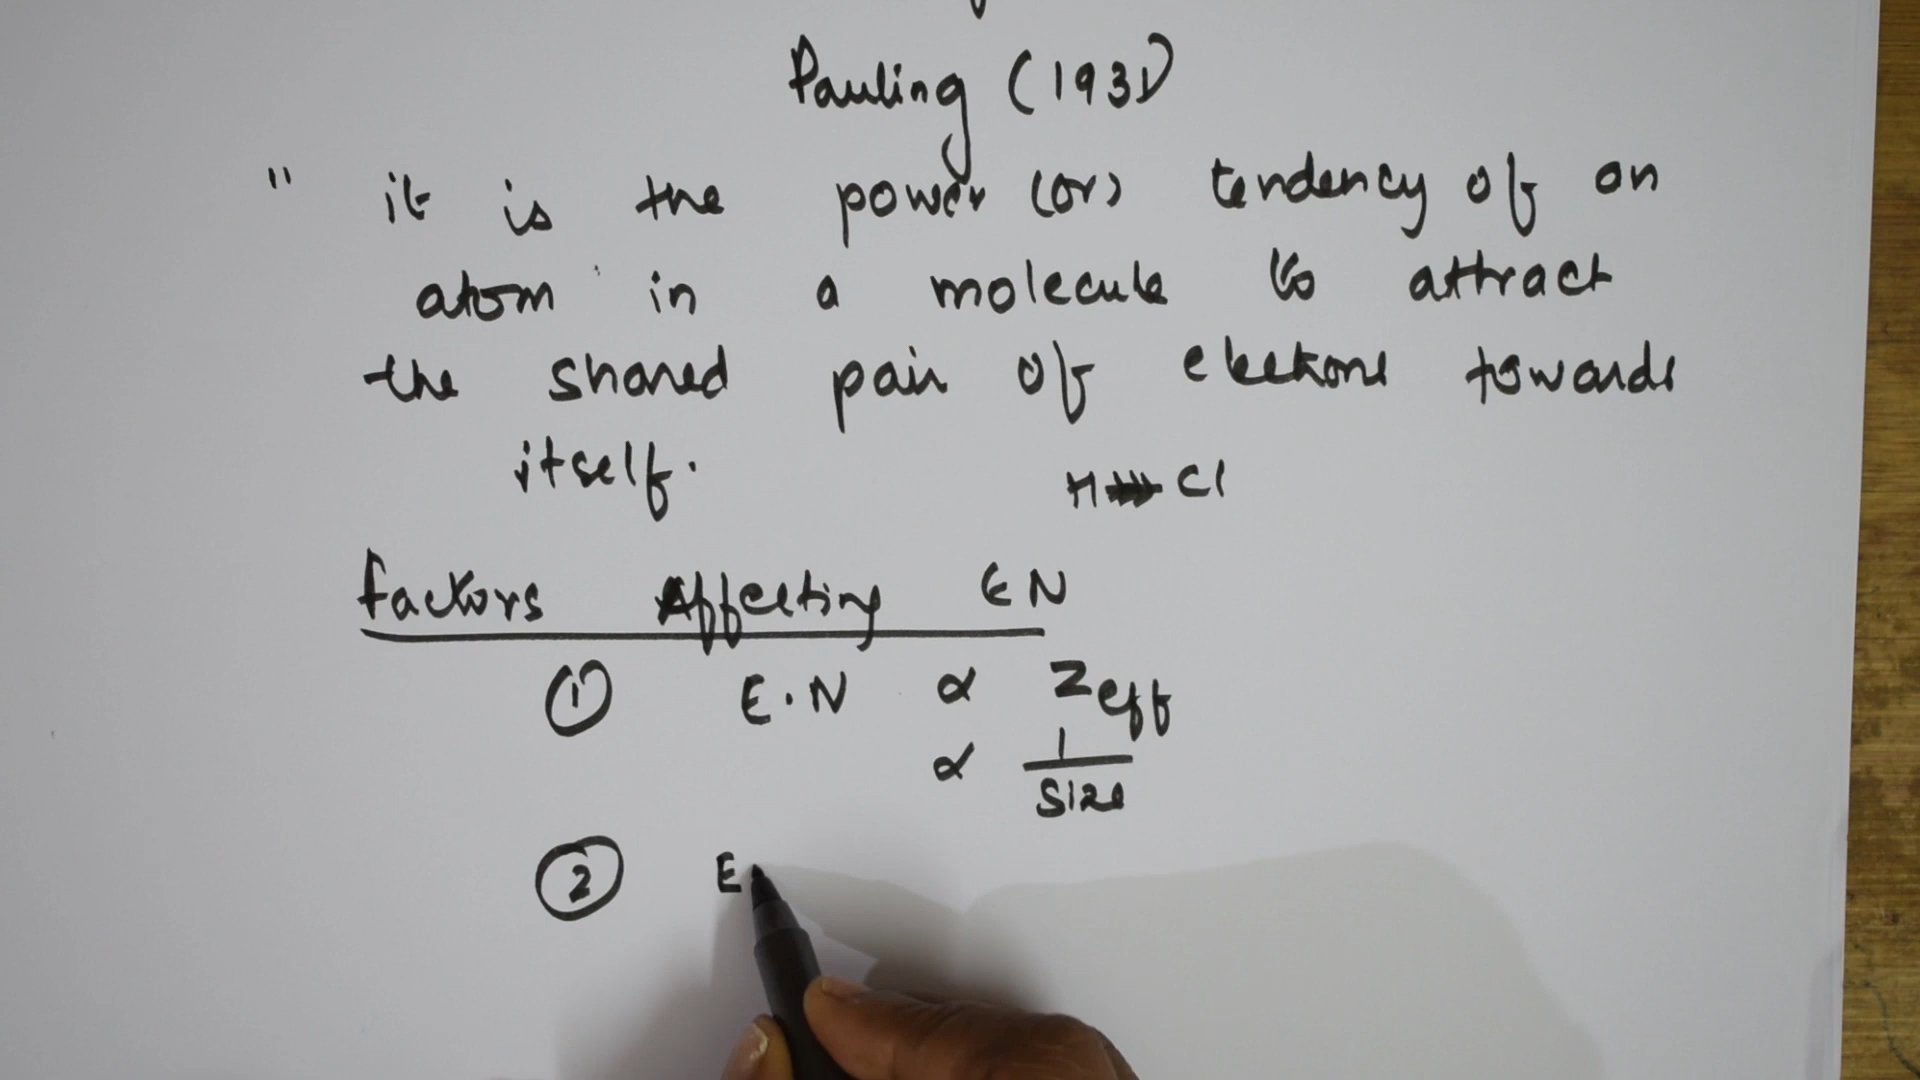 Pauling (1931)
" it is the power (or) tendency of an
atom in a molecule to attract
the shared pair of electrons towards
itself.
H Cl
Factors Affecting EN
① E.N ∝ Zeff
∝ 1/Size
② E